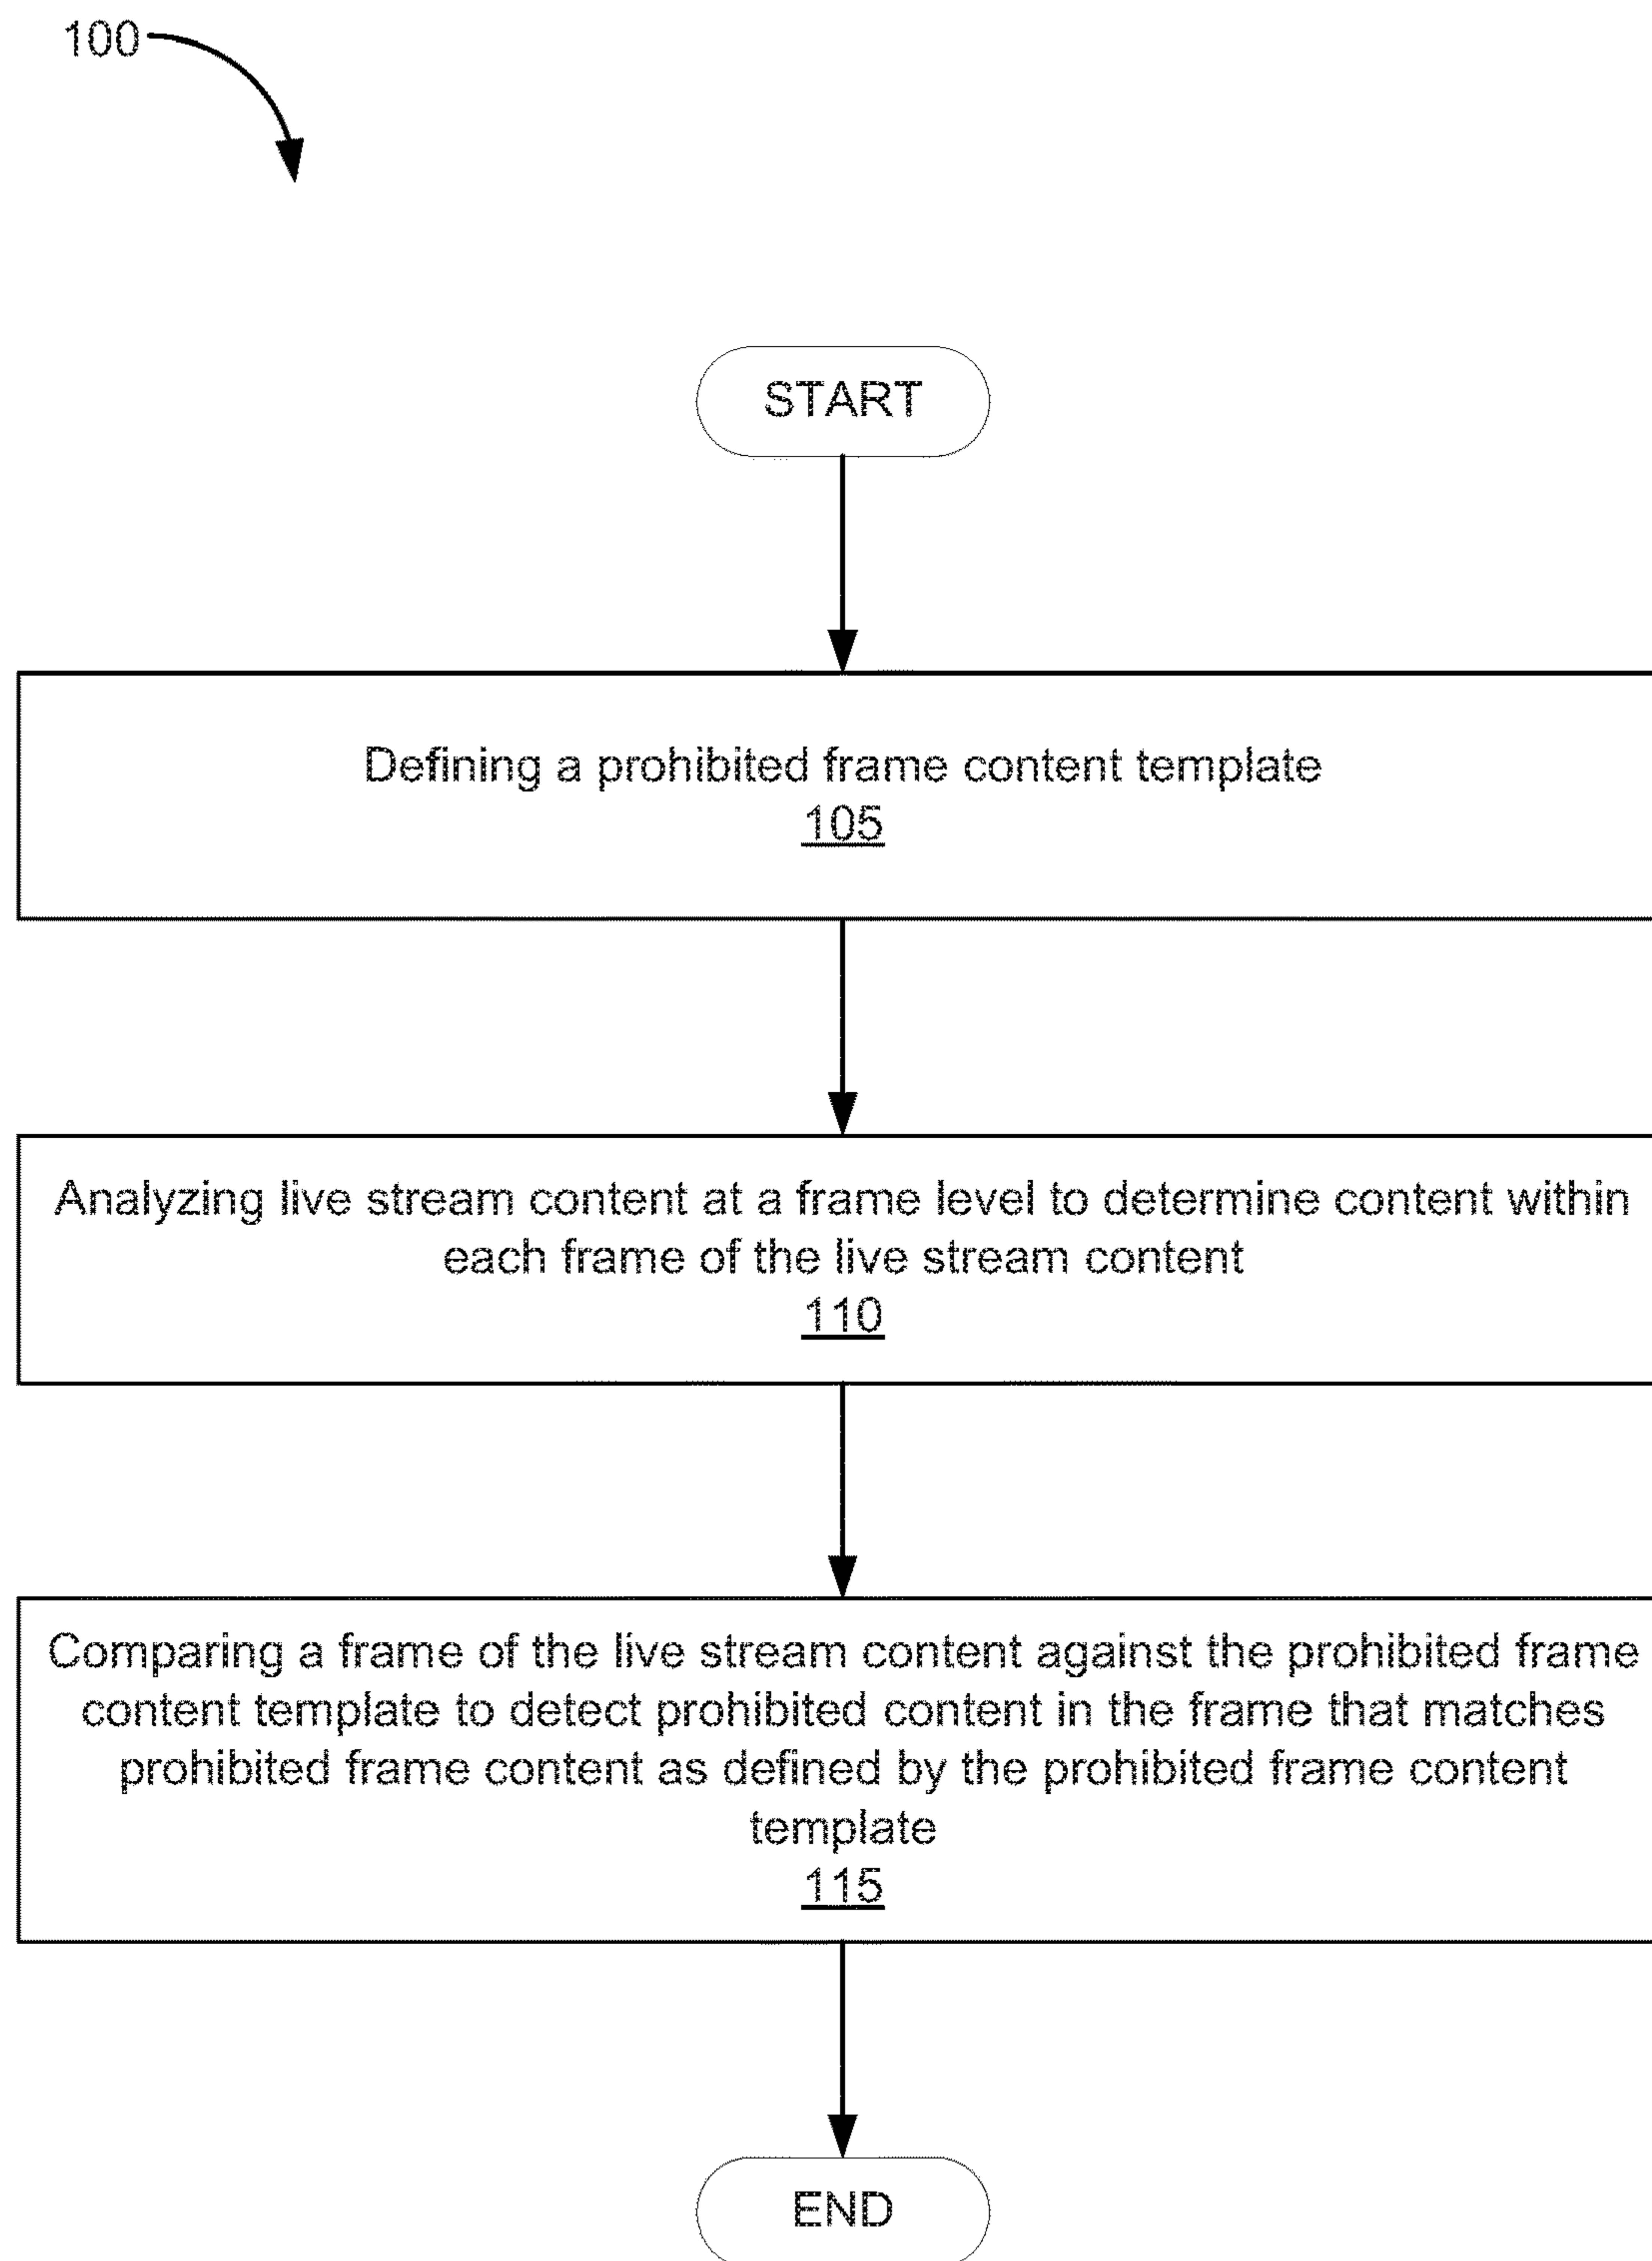 100
START
Defining a prohibited frame content template
105
Analyzing live stream content at a frame level to determine content within
each frame of the live stream content
110
Comparing a frame of the live stream content against the prohibited frame
content template to detect prohibited content in the frame that matches
prohibited frame content as defined by the prohibited frame content
template
115
END